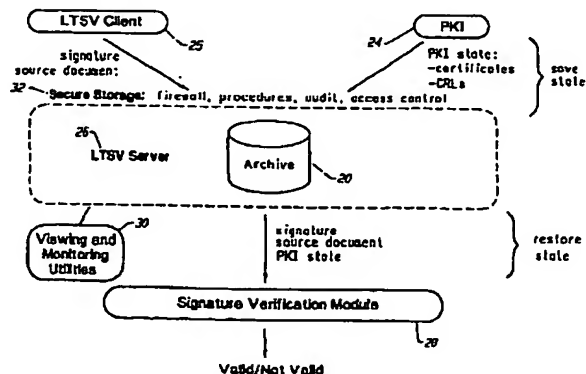 LTSV Client
25
24
PKI
signature
source document:
PKI state:
-certificates
-CRLs
save
state
32
Secure Storage: firewall, procedures, audit, access control
26
LTSV Server
Archive
20
30
Viewing and
Monitoring
Utilities
signature
source document
PKI state
restore
state
Signature Verification Module
28
Valid/Not Valid